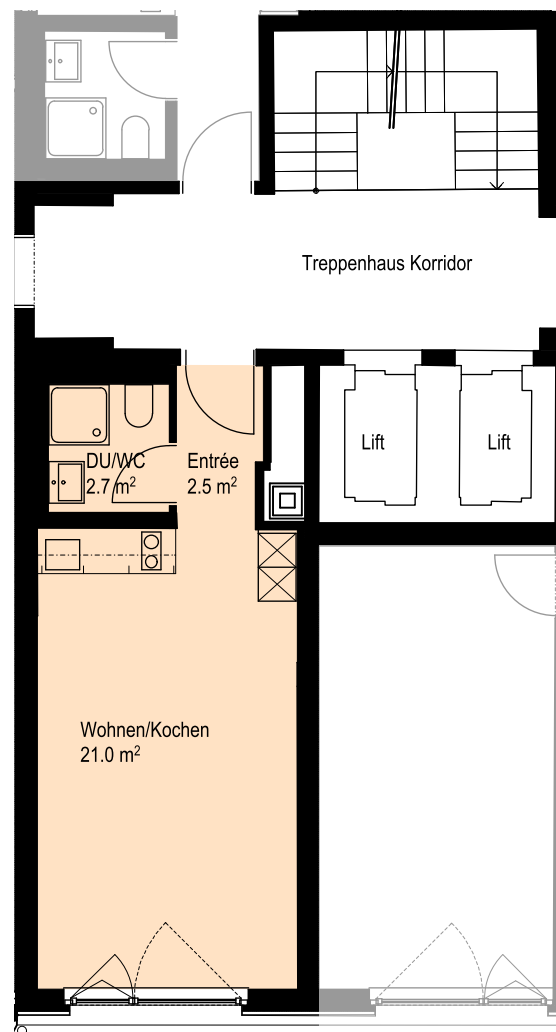 Treppenhaus Korridor
Lift
Lift
DU/WC
2.7 m²
Entrée
2.5 m²
Wohnen/Kochen
21.0 m²